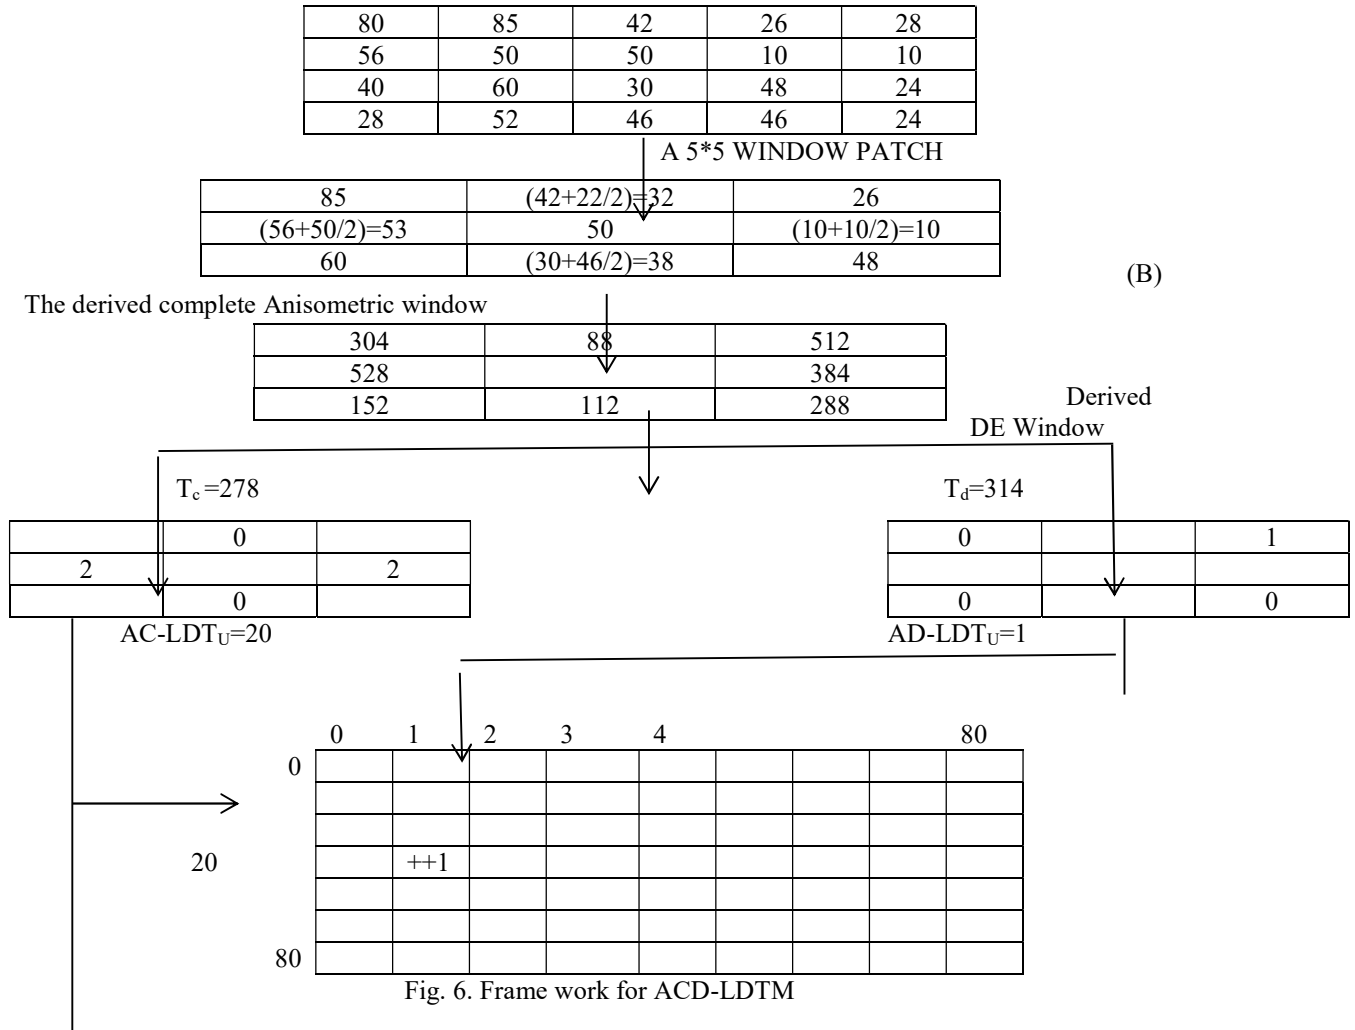 80 85 42 26 28
56 50 50 10 10
40 60 30 48 24
28 52 46 46 24
A 5*5 WINDOW PATCH
85 (42+22/2)=32 26
(56+50/2)=53 50 (10+10/2)=10
60 (30+46/2)=38 48
(B)
The derived complete Anisometric window
304 88 512
528 384
152 112 288
Derived
DE Window
Tc =278 Td=314
0 0 1
2 2
0 0 0
AC-LDTU=20 AD-LDTU=1
0 1 2 3 4 80
0
20 ++1
80
Fig. 6. Frame work for ACD-LDTM